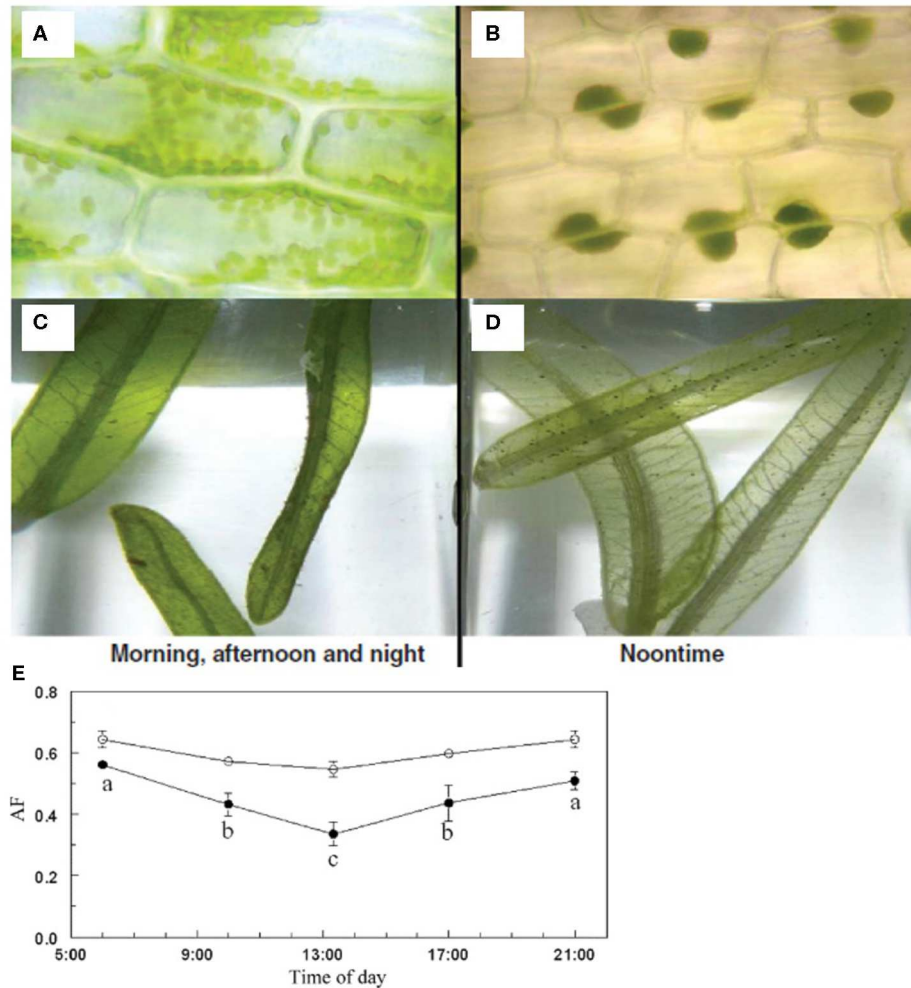 A
B
C
D
Morning, afternoon and night
Noontime
E
0.8
0.6
0.4
0.2
0.0
AF
a
b
c
b
a
5:00
9:00
13:00
17:00
21:00
Time of day